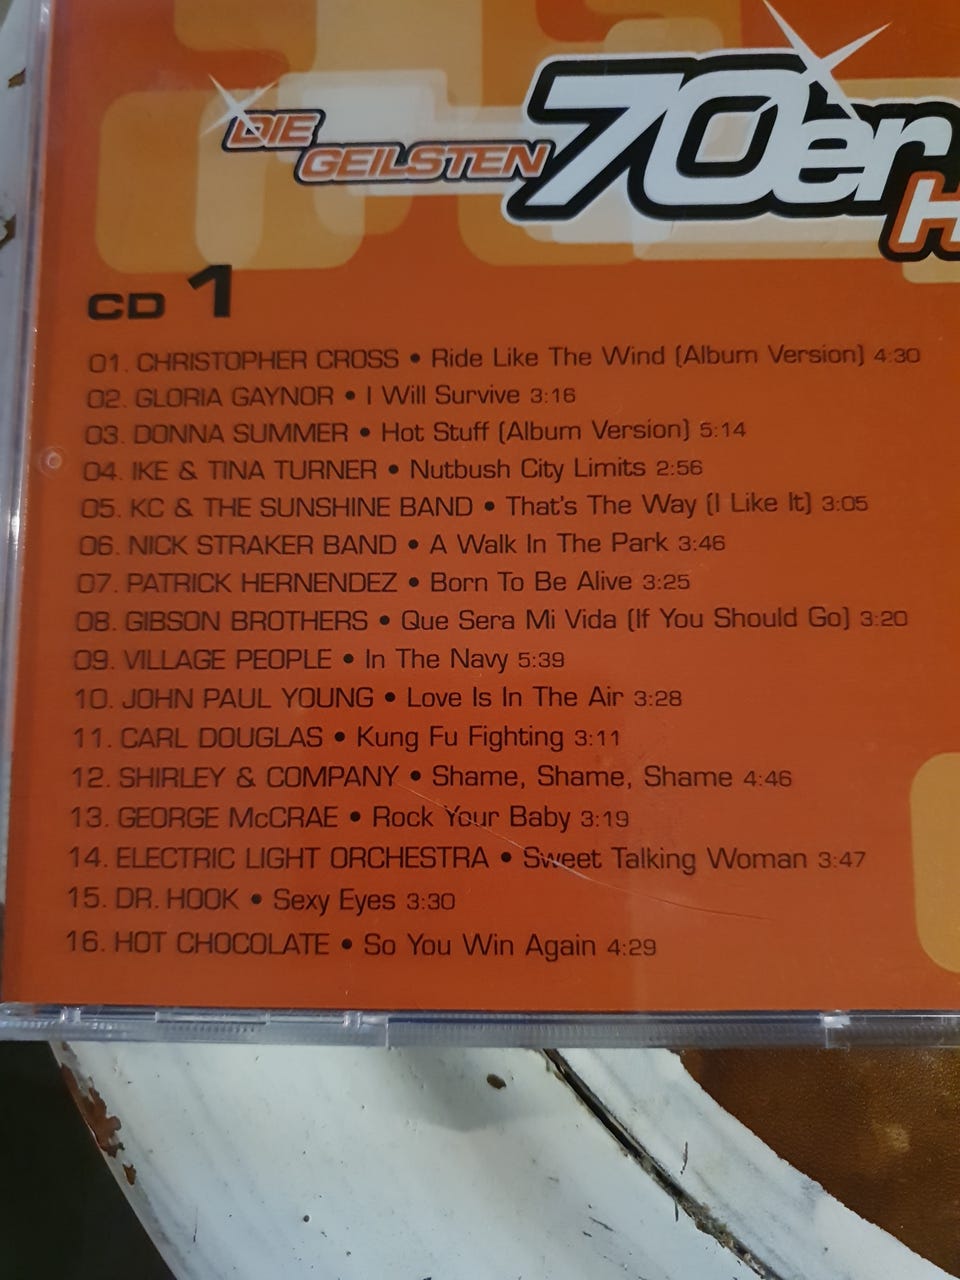 DIE
GEILSTEN
70er
CD 1
01. CHRISTOPHER CROSS • Ride Like The Wind (Album Version) 4:30
02. GLORIA GAYNOR • I Will Survive 3:16
03. DONNA SUMMER • Hot Stuff (Album Version) 5:14
04. IKE & TINA TURNER • Nutbush City Limits 2:56
05. KC & THE SUNSHINE BAND • That's The Way (I Like It) 3:05
06. NICK STRAKER BAND • A Walk In The Park 3:46
07. PATRICK HERNENDEZ • Born To Be Alive 3:25
08. GIBSON BROTHERS • Que Sera Mi Vida (If You Should Go) 3:20
09. VILLAGE PEOPLE • In The Navy 5:39
10. JOHN PAUL YOUNG • Love Is In The Air 3:28
11. CARL DOUGLAS • Kung Fu Fighting 3:11
12. SHIRLEY & COMPANY • Shame, Shame, Shame 4:46
13. GEORGE McCRAE • Rock Your Baby 3:19
14. ELECTRIC LIGHT ORCHESTRA • Sweet Talking Woman 3:47
15. DR. HOOK • Sexy Eyes 3:30
16. HOT CHOCOLATE • So You Win Again 4:29